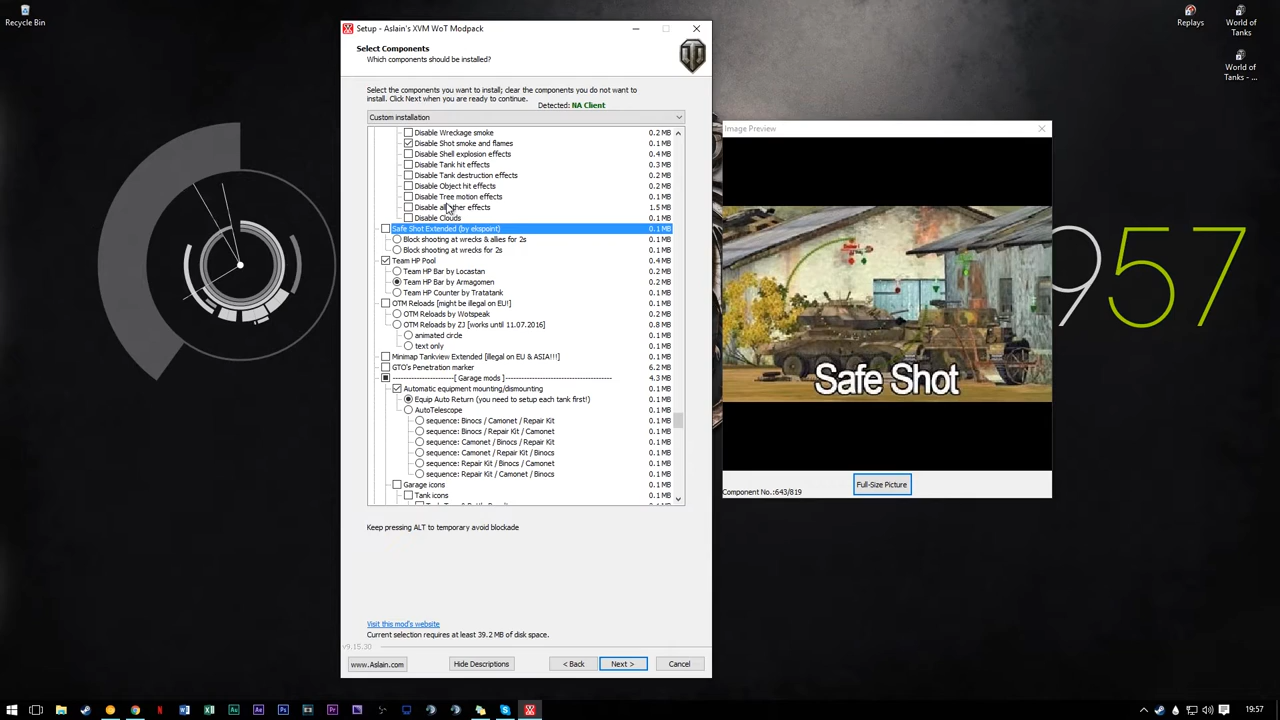 Recycle Bin
Replays
World of
Tanks
World of
Tanks - ...
Setup - Aslain's XVM WoT Modpack
Select Components
Which components should be installed?
Select the components you want to install; clear the components you do not want to
install. Click Next when you are ready to continue.
Detected: NA Client
Custom installation
Disable Wreckage smoke 0.2 MB
Disable Shot smoke and flames 0.1 MB
Disable Shell explosion effects 0.4 MB
Disable Tank hit effects 0.3 MB
Disable Tank destruction effects 0.2 MB
Disable Object hit effects 0.2 MB
Disable Tree motion effects 0.1 MB
Disable all other effects 1.5 MB
Disable Clouds 0.1 MB
Safe Shot Extended (by ekspoint) 0.1 MB
Block shooting at wrecks & allies for 2s 0.1 MB
Block shooting at wrecks for 2s 0.1 MB
Team HP Pool 0.4 MB
Team HP Bar by Locastan 0.2 MB
Team HP Bar by Armagomen 0.2 MB
Team HP Counter by Tratatank 0.1 MB
OTM Reloads [might be illegal on EU!] 0.1 MB
OTM Reloads by Wotspeak 0.2 MB
OTM Reloads by ZJ [works until 11.07.2016] 0.8 MB
animated circle 0.1 MB
text only 0.1 MB
Minimap Tankview Extended [illegal on EU & ASIA!!!] 0.1 MB
GTO's Penetration marker 6.2 MB
-----------------------[ Garage mods ]--------------------------------------- 4.3 MB
Automatic equipment mounting/dismounting 0.1 MB
Equip Auto Return (you need to setup each tank first!) 0.1 MB
AutoTelescope 0.1 MB
sequence: Binocs / Camonet / Repair Kit 0.1 MB
sequence: Binocs / Repair Kit / Camonet 0.1 MB
sequence: Camonet / Binocs / Repair Kit 0.1 MB
sequence: Camonet / Repair Kit / Binocs 0.1 MB
sequence: Repair Kit / Binocs / Camonet 0.1 MB
sequence: Repair Kit / Camonet / Binocs 0.1 MB
Garage icons 0.1 MB
Tank icons 0.1 MB
Keep pressing ALT to temporary avoid blockade
Visit this mod's website
Current selection requires at least 39.2 MB of disk space.
v9.15.30
www.Aslain.com
Hide Descriptions
< Back
Next >
Cancel
Image Preview
Safe Shot
Component No.:643/819
Full-Size Picture
957
19:57